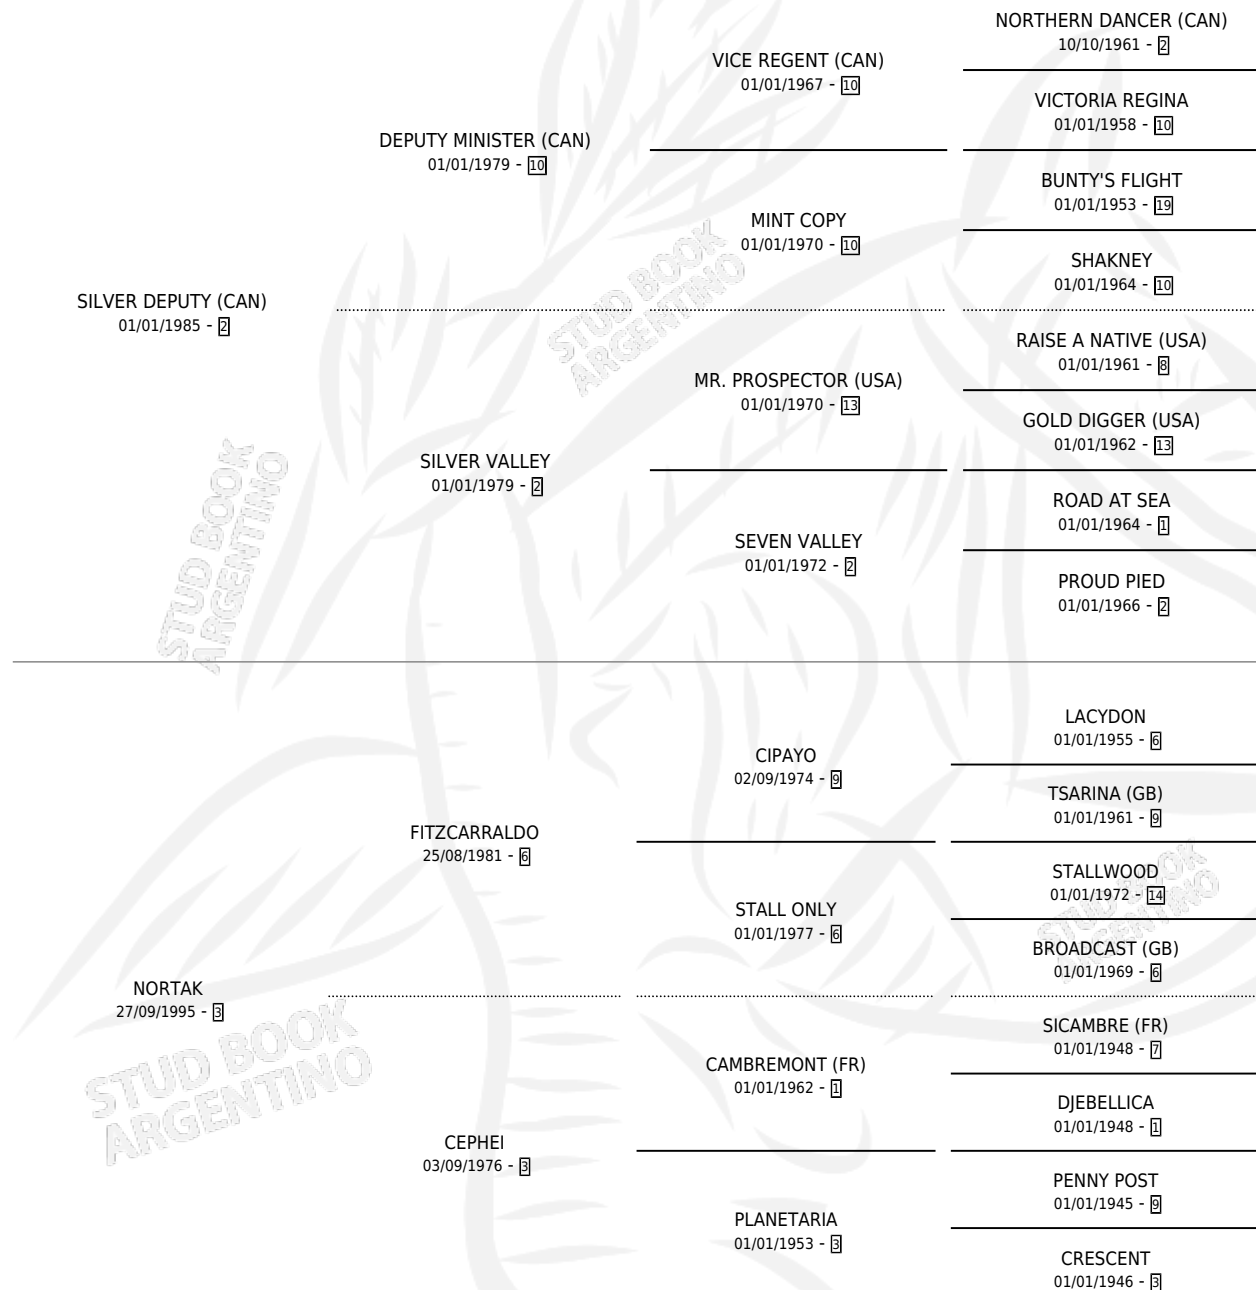 NORTHERN DANCER (CAN)
10/10/1961 - 2
VICE REGENT (CAN)
01/01/1967 - 10
VICTORIA REGINA
01/01/1958 - 10
DEPUTY MINISTER (CAN)
01/01/1979 - 10
BUNTY'S FLIGHT
01/01/1953 - 19
MINT COPY
01/01/1970 - 10
SHAKNEY
01/01/1964 - 10
SILVER DEPUTY (CAN)
01/01/1985 - 2
STUD BOOK
ARGENTINO
RAISE A NATIVE (USA)
01/01/1961 - 8
MR. PROSPECTOR (USA)
01/01/1970 - 13
GOLD DIGGER (USA)
01/01/1962 - 13
SILVER VALLEY
01/01/1979 - 2
ROAD AT SEA
01/01/1964 - 1
SEVEN VALLEY
01/01/1972 - 2
PROUD PIED
01/01/1966 - 2
STUD BOOK
ARGENTINO
LACYDON
01/01/1955 - 6
CIPAYO
02/09/1974 - 9
TSARINA (GB)
01/01/1961 - 9
FITZCARRALDO
25/08/1981 - 6
STALLWOOD
01/01/1972 - 14
STALL ONLY
01/01/1977 - 6
BROADCAST (GB)
01/01/1969 - 6
STUD BOOK
ARGENTINO
NORTAK
27/09/1995 - 3
SICAMBRE (FR)
01/01/1948 - 7
CAMBREMONT (FR)
01/01/1962 - 1
DJEBELLICA
01/01/1948 - 1
STUD BOOK
ARGENTINO
CEPHEI
03/09/1976 - 3
PENNY POST
01/01/1945 - 9
PLANETARIA
01/01/1953 - 3
CRESCENT
01/01/1946 - 3